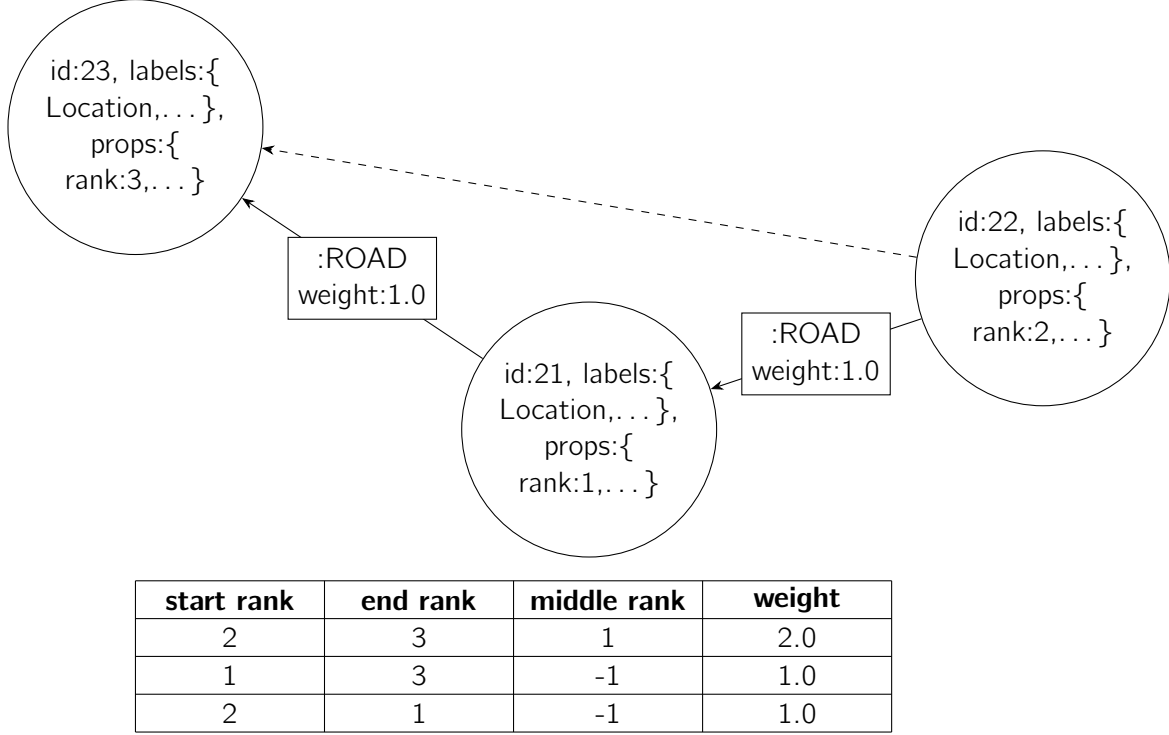 id:23, labels:{
Location,...},
props:{
rank:3,...}
:ROAD
weight:1.0
id:22, labels:{
Location,...},
props:{
rank:2,...}
:ROAD
weight:1.0
id:21, labels:{
Location,...},
props:{
rank:1,...}
start rank end rank middle rank weight
2 3 1 2.0
1 3 -1 1.0
2 1 -1 1.0